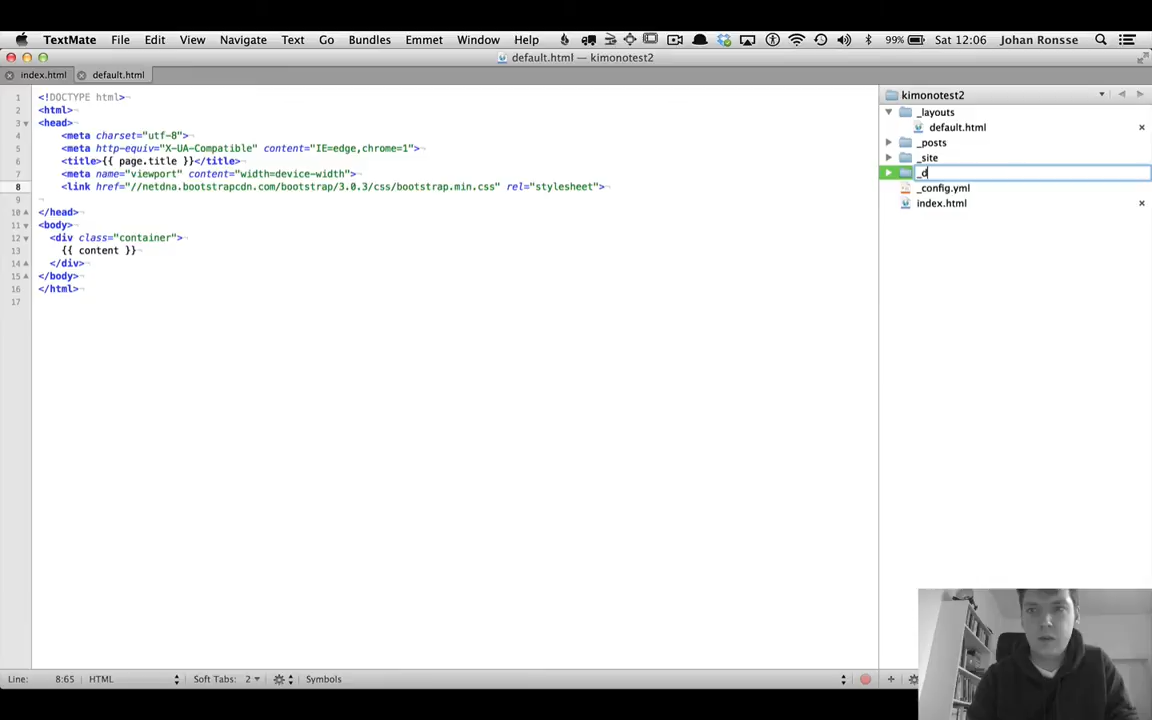 TextMate File Edit View Navigate Text Go Bundles Emmet Window Help 99% Sat 12:06 Johan Ronsse
default.html — kimonotest2
index.html default.html
1 <!DOCTYPE html>¬
2 <html>¬
3 <head>¬
4 <meta charset="utf-8">¬
5 <meta http-equiv="X-UA-Compatible" content="IE=edge,chrome=1">¬
6 <title>{{ page.title }}</title>¬
7 <meta name="viewport" content="width=device-width">¬
8 <link href="//netdna.bootstrapcdn.com/bootstrap/3.0.3/css/bootstrap.min.css" rel="stylesheet">¬
9 ¬
10 </head>¬
11 <body>¬
12 <div class="container">¬
13 {{ content }}¬
14 </div>¬
15 </body>¬
16 </html>¬
17
kimonotest2
_layouts
default.html
_posts
_site
_d
_config.yml
index.html
Line: 8:65 HTML Soft Tabs: 2 Symbols